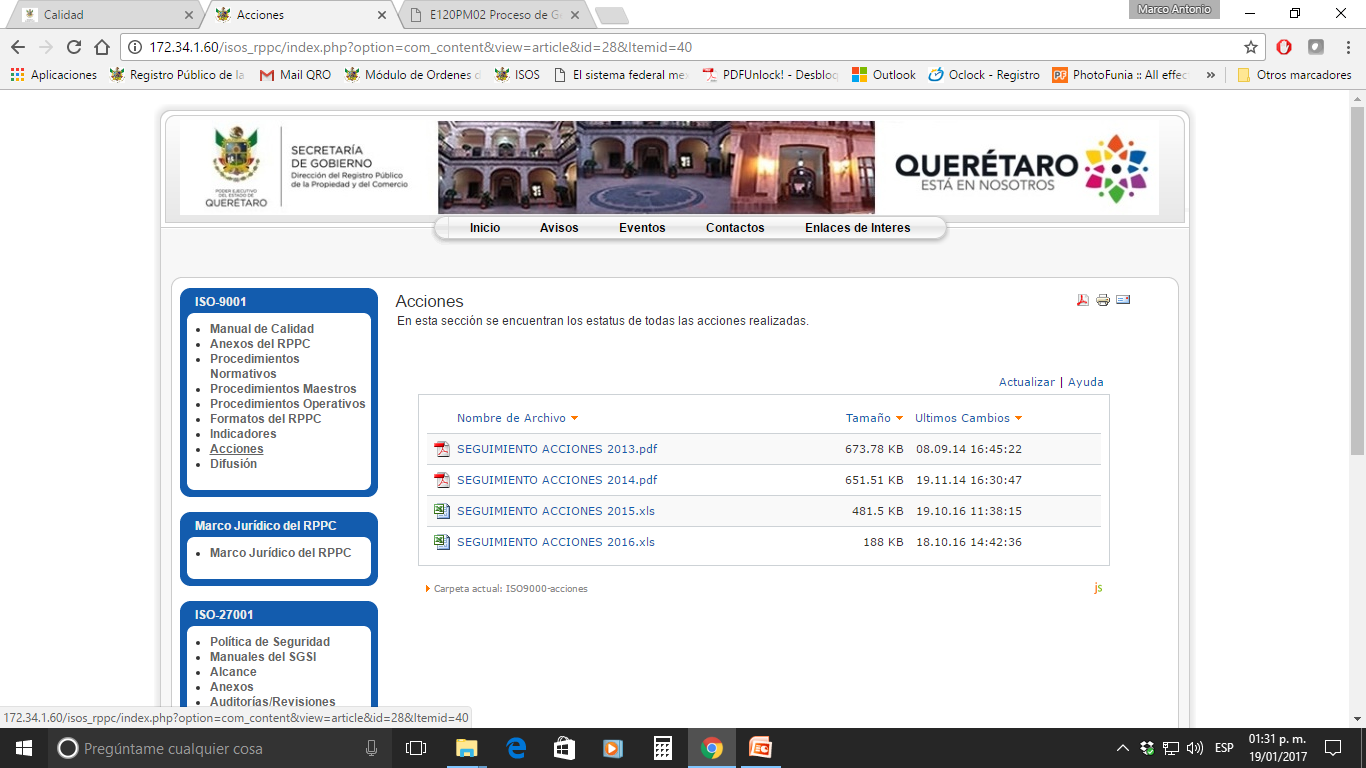 Calidad
Acciones
E120PM02 Proceso de G
Marco Antonio
172.34.1.60/isos_rppc/index.php?option=com_content&view=article&id=28&Itemid=40
Aplicaciones
Registro Público de la
Mail QRO
Módulo de Ordenes d
ISOS
El sistema federal me
PDFUnlock! - Desbloq
Outlook
Oclock - Registro
PhotoFunia :: All effec
»
Otros marcadores
PODER EJECUTIVO
DEL ESTADO DE
QUERÉTARO
SECRETARÍA
DE GOBIERNO
Dirección del Registro Público
de la Propiedad y del Comercio
QUERÉTARO
ESTÁ EN NOSOTROS
Inicio Avisos Eventos Contactos Enlaces de Interes
ISO-9001
Manual de Calidad
Anexos del RPPC
Procedimientos
Normativos
Procedimientos Maestros
Procedimientos Operativos
Formatos del RPPC
Indicadores
Acciones
Difusión
Marco Jurídico del RPPC
Marco Jurídico del RPPC
ISO-27001
Política de Seguridad
Manuales del SGSI
Alcance
Anexos
Auditorías/Revisiones
Acciones
En esta sección se encuentran los estatus de todas las acciones realizadas.
Actualizar | Ayuda
Nombre de Archivo Tamaño Ultimos Cambios
SEGUIMIENTO ACCIONES 2013.pdf 673.78 KB 08.09.14 16:45:22
SEGUIMIENTO ACCIONES 2014.pdf 651.51 KB 19.11.14 16:30:47
SEGUIMIENTO ACCIONES 2015.xls 481.5 KB 19.10.16 11:38:15
SEGUIMIENTO ACCIONES 2016.xls 188 KB 18.10.16 14:42:36
Carpeta actual: ISO9000-acciones
js
172.34.1.60/isos_rppc/index.php?option=com_content&view=article&id=28&Itemid=40
Pregúntame cualquier cosa
ESP
01:31 p. m.
19/01/2017